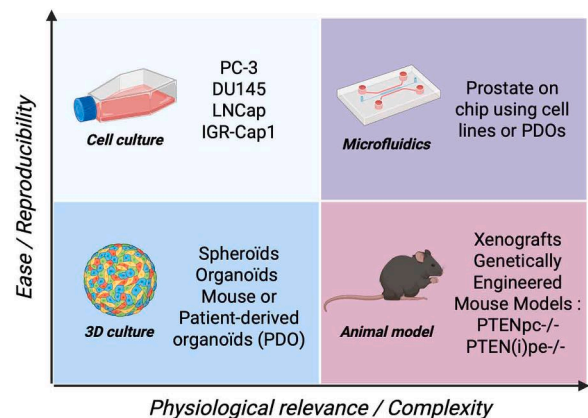 Ease / Reproducibility
Cell culture
PC-3
DU145
LNCap
IGR-Cap1
Microfluidics
Prostate on
chip using cell
lines or PDOs
3D culture
Spheroïds
Organoïds
Mouse or
Patient-derived
organoïds (PDO)
Animal model
Xenografts
Genetically
Engineered
Mouse Models :
PTENpc-/-
PTEN(i)pe-/-
Physiological relevance / Complexity